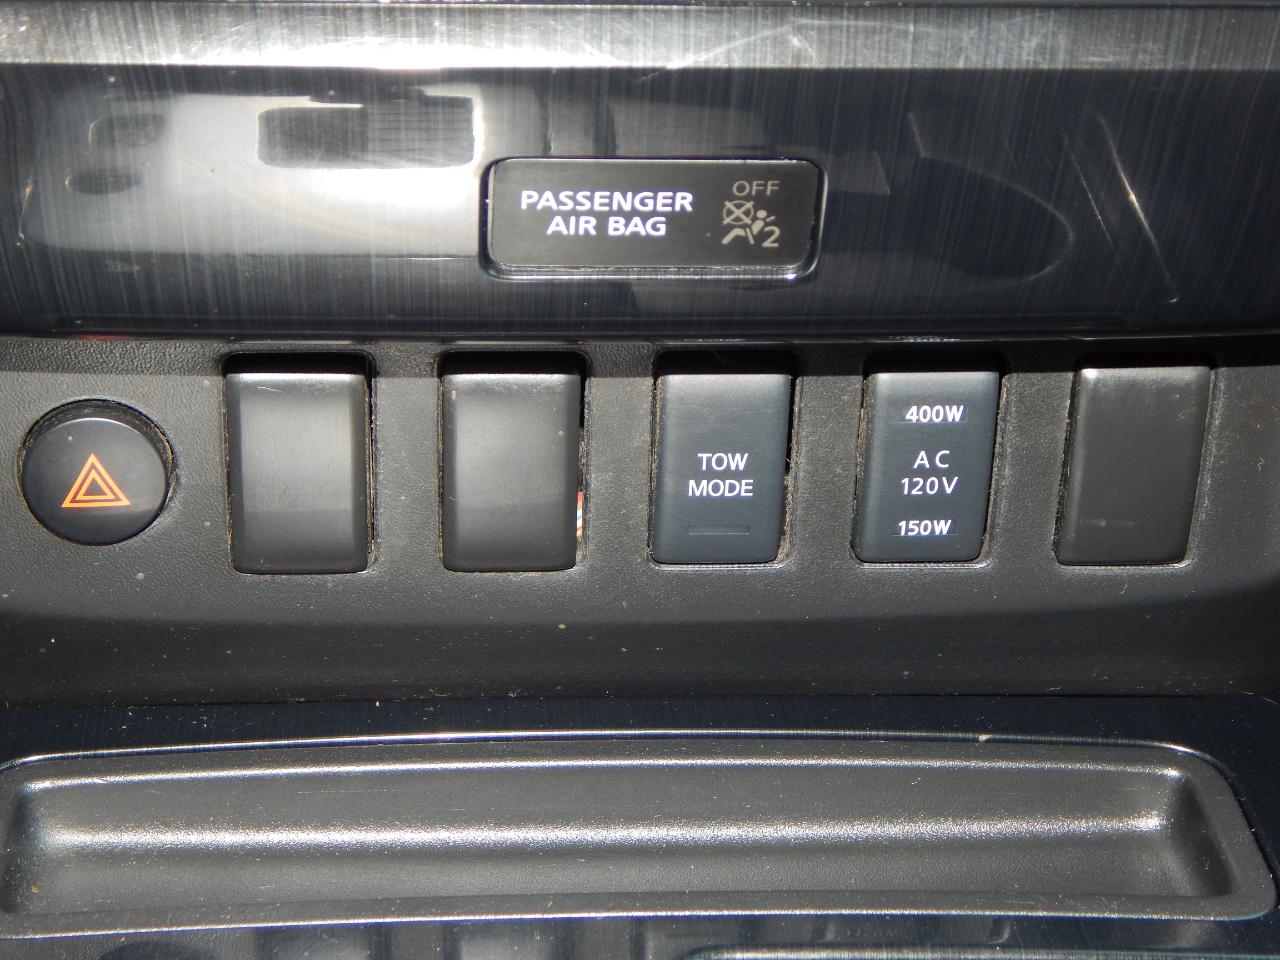 PASSENGER
AIR BAG
OFF
2
TOW
MODE
400W
AC
120V
150W